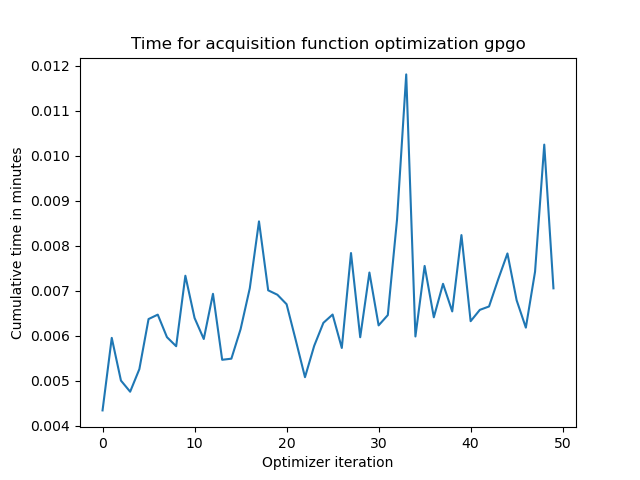 Time for acquisition function optimization gpgo
0.012
0.011
0.010
0.009
0.008
0.007
0.006
0.005
0.004
Cumulative time in minutes
0 10 20 30 40 50
Optimizer iteration